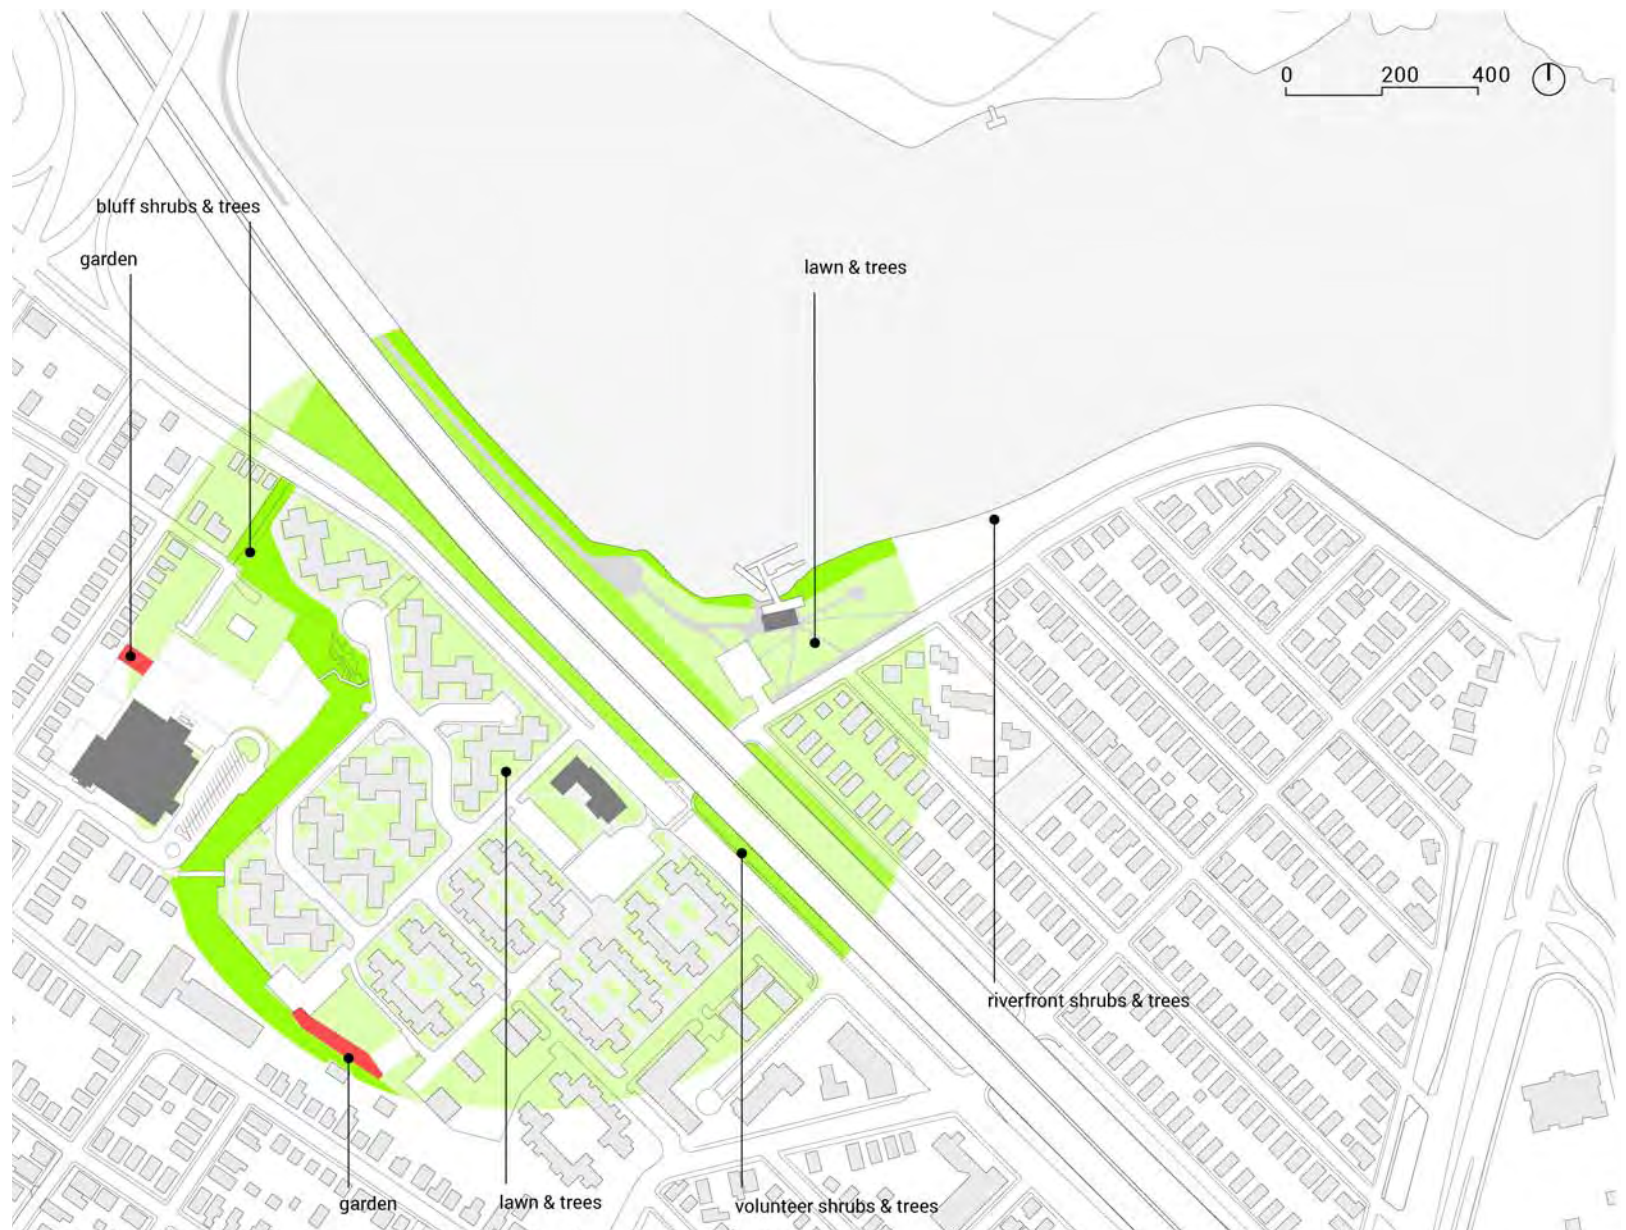 0 200 400
bluff shrubs & trees
garden
lawn & trees
riverfront shrubs & trees
garden
lawn & trees
volunteer shrubs & trees